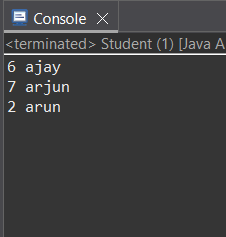 Console
<terminated> Student (1) [Java A
6 ajay
7 arjun
2 arun